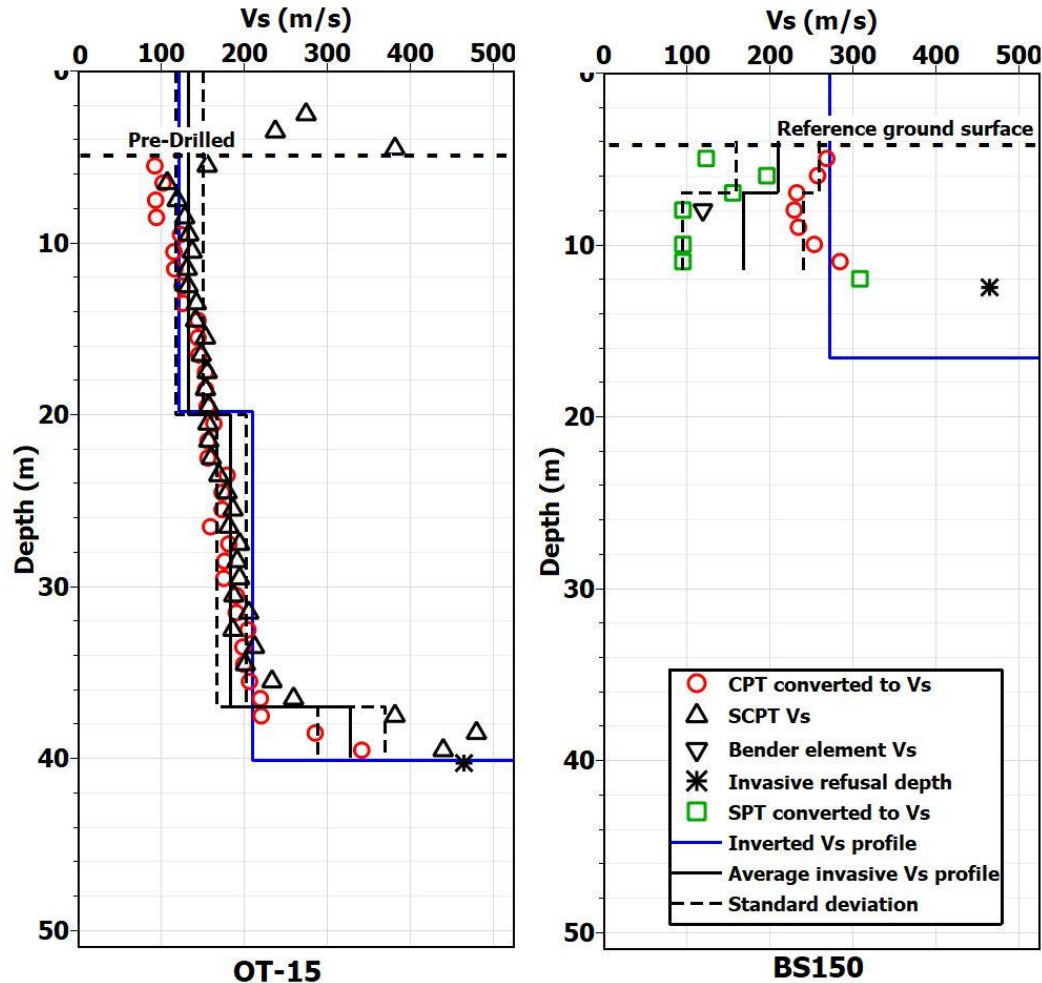 Vs (m/s)
0 100 200 300 400 500
0
Pre-Drilled
10
20
30
40
50
Depth (m)
OT-15
Vs (m/s)
0 100 200 300 400 500
0
Reference ground surface
10
20
30
40
50
Depth (m)
CPT converted to Vs
SCPT Vs
Bender element Vs
Invasive refusal depth
SPT converted to Vs
Inverted Vs profile
Average invasive Vs profile
Standard deviation
BS150